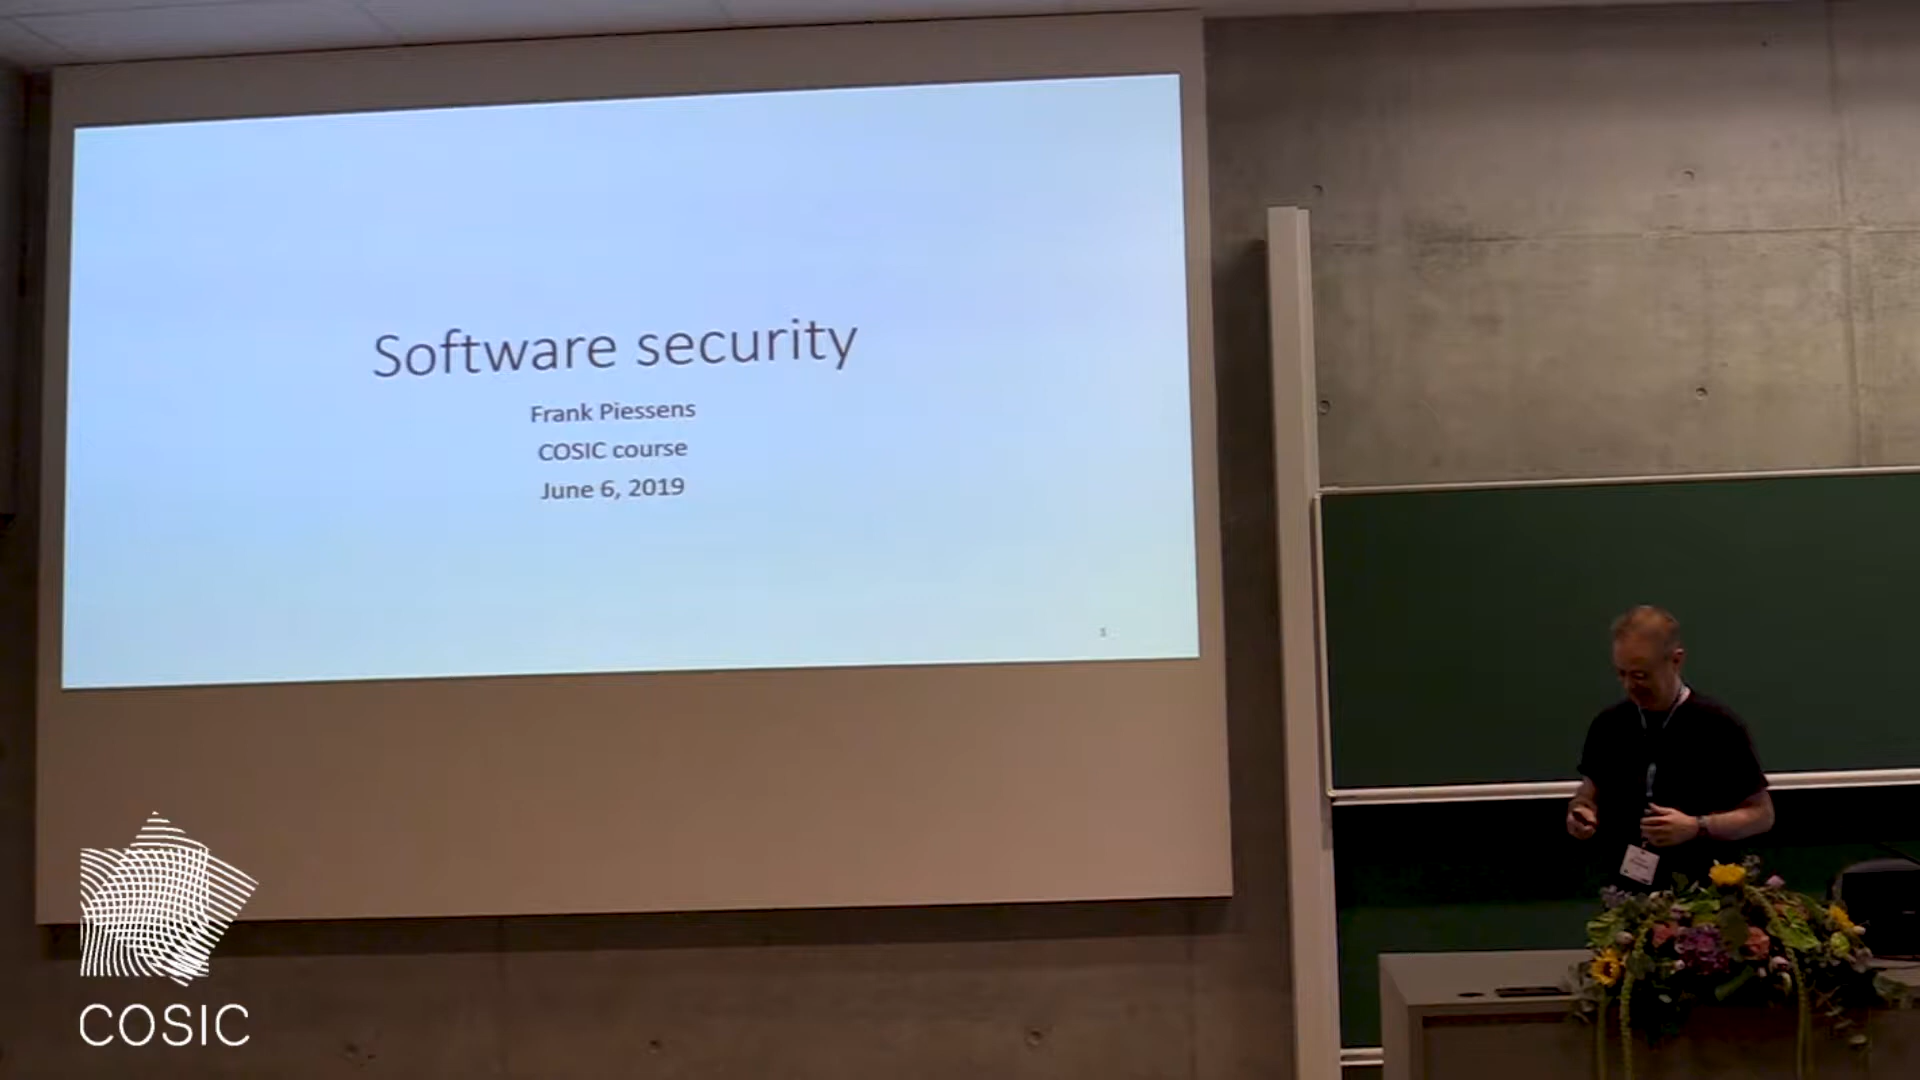 Software security
Frank Piessens
COSIC course
June 6, 2019
1
COSIC